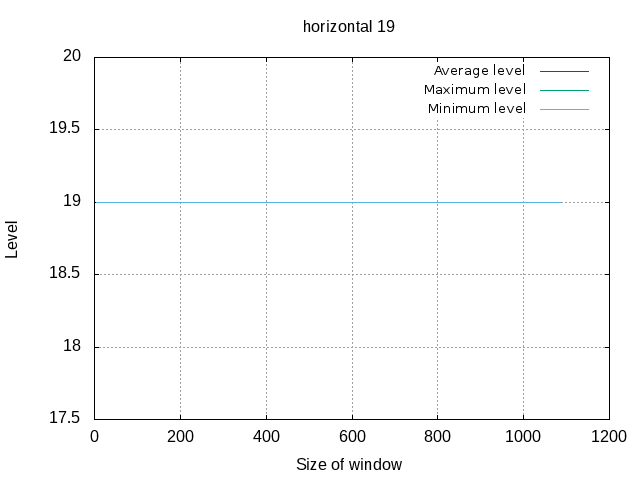 horizontal 19
20
19.5
19
18.5
18
17.5
Level
Average level
Maximum level
Minimum level
0 200 400 600 800 1000 1200
Size of window